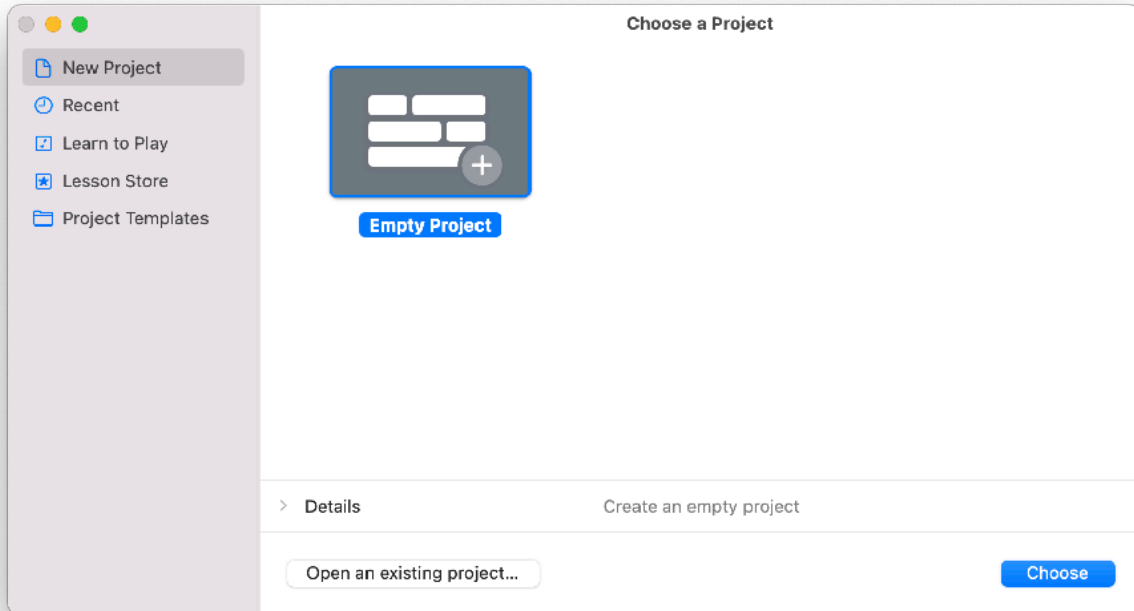 Choose a Project
New Project
Recent
Learn to Play
Lesson Store
Project Templates
Empty Project
Details
Create an empty project
Open an existing project...
Choose